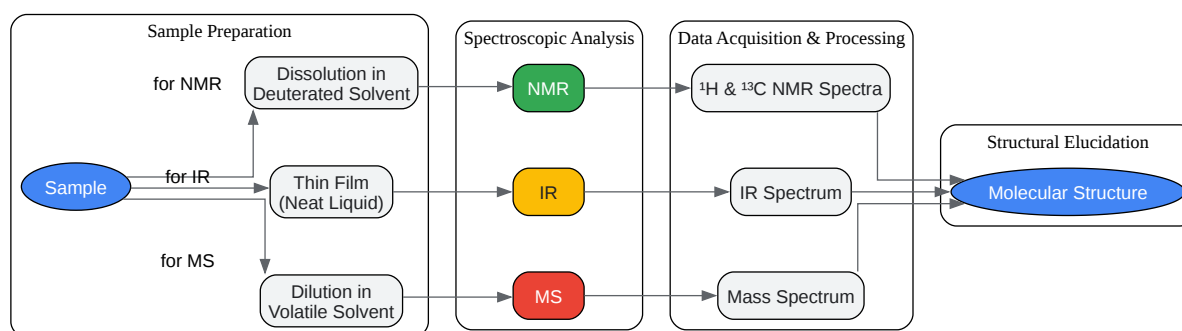 Sample Preparation
Spectroscopic Analysis
Data Acquisition & Processing
Structural Elucidation
Sample
for NMR
Dissolution in
Deuterated Solvent
NMR
¹H & ¹³C NMR Spectra
for IR
Thin Film
(Neat Liquid)
IR
IR Spectrum
Molecular Structure
for MS
Dilution in
Volatile Solvent
MS
Mass Spectrum